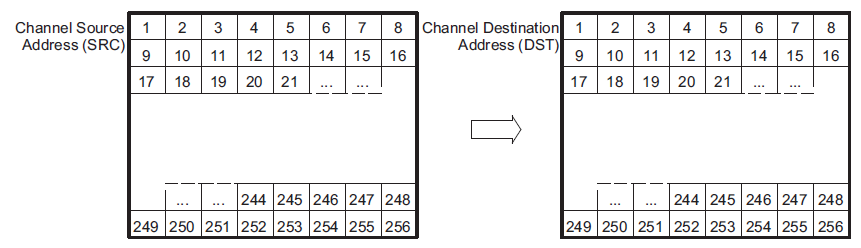 Channel Source Address (SRC)
1 2 3 4 5 6 7 8
9 10 11 12 13 14 15 16
17 18 19 20 21 ... ...
... ... 244 245 246 247 248
249 250 251 252 253 254 255 256
Channel Destination Address (DST)
1 2 3 4 5 6 7 8
9 10 11 12 13 14 15 16
17 18 19 20 21 ... ...
... ... 244 245 246 247 248
249 250 251 252 253 254 255 256